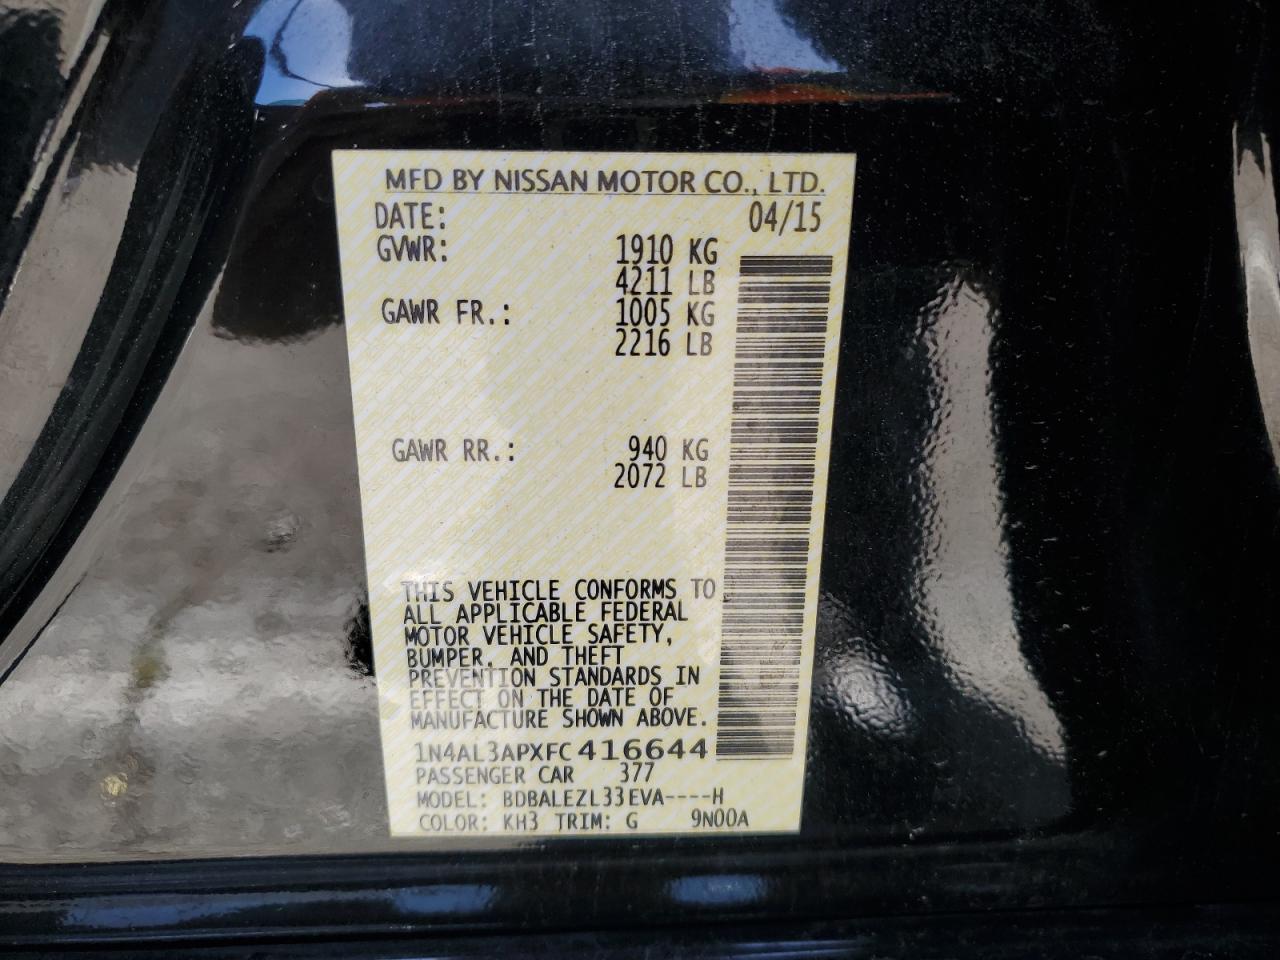 MFD BY NISSAN MOTOR CO., LTD.
DATE: 04/15
GVWR: 1910 KG
4211 LB
GAWR FR.: 1005 KG
2216 LB
GAWR RR.: 940 KG
2072 LB
THIS VEHICLE CONFORMS TO
ALL APPLICABLE FEDERAL
MOTOR VEHICLE SAFETY,
BUMPER, AND THEFT
PREVENTION STANDARDS IN
EFFECT ON THE DATE OF
MANUFACTURE SHOWN ABOVE.
1N4AL3APXFC416644
PASSENGER CAR 377
MODEL: BDBALEZL33EVA----H
COLOR: KH3 TRIM: G 9N00A